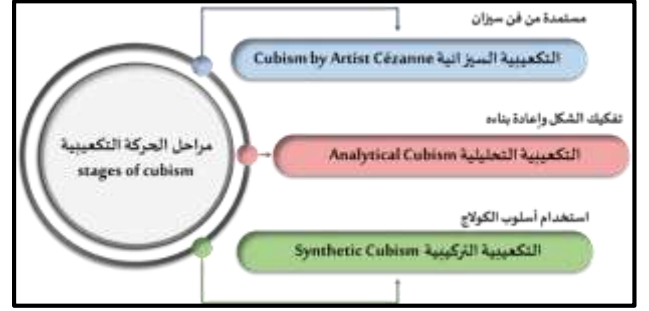 مستمدة من فن سيزان
التكعيبية السيزانية Cubism by Artist Cézanne
تفكيك الشكل وإعادة بناءه
مراحل الحركة التكعيبية
stages of cubism
التكعيبية التحليلية Analytical Cubism
استخدام أسلوب الكولاج
التكعيبية التركيبية Synthetic Cubism